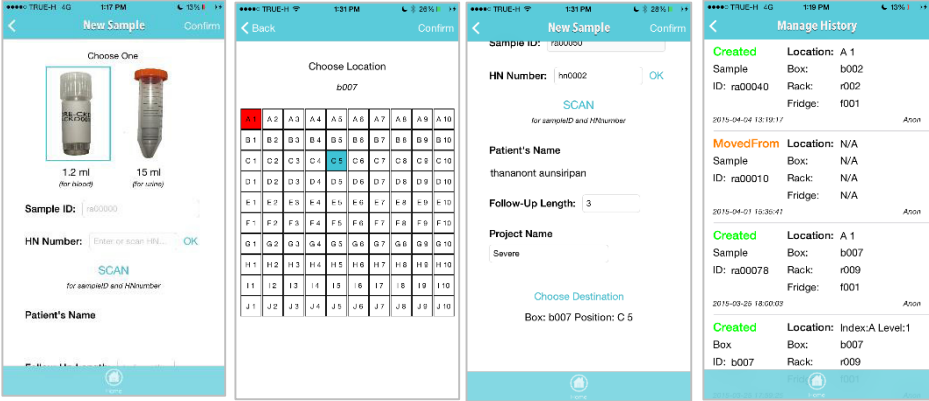 TRUE-H 4G 1:17 PM 13%
New Sample Confirm
Choose One
1.2 ml 15 ml
(for blood) (for urine)
Sample ID: ra00000
HN Number: Enter or scan HN... OK
SCAN
for sampleID and HNnumber
Patient's Name
Home
TRUE-H 1:31 PM 26%
Back Confirm
Choose Location
b007
A 1 A 2 A 3 A 4 A 5 A 6 A 7 A 8 A 9 A 10
B 1 B 2 B 3 B 4 B 5 B 6 B 7 B 8 B 9 B 10
C 1 C 2 C 3 C 4 C 5 C 6 C 7 C 8 C 9 C 10
D 1 D 2 D 3 D 4 D 5 D 6 D 7 D 8 D 9 D 10
E 1 E 2 E 3 E 4 E 5 E 6 E 7 E 8 E 9 E 10
F 1 F 2 F 3 F 4 F 5 F 6 F 7 F 8 F 9 F 10
G 1 G 2 G 3 G 4 G 5 G 6 G 7 G 8 G 9 G 10
H 1 H 2 H 3 H 4 H 5 H 6 H 7 H 8 H 9 H 10
I 1 I 2 I 3 I 4 I 5 I 6 I 7 I 8 I 9 I 10
J 1 J 2 J 3 J 4 J 5 J 6 J 7 J 8 J 9 J 10
TRUE-H 1:31 PM 28%
New Sample Confirm
Sample ID: ra00050
HN Number: hn0002 OK
SCAN
for sampleID and HNnumber
Patient's Name
thananont aunsiripan
Follow-Up Length: 3
Project Name
Severe
Choose Destination
Box: b007 Position: C 5
Home
TRUE-H 4G 1:19 PM 13%
Manage History
Created Location: A 1
Sample Box: b002
ID: ra00040 Rack: r002
Fridge: f001
2015-04-04 13:19:17 Anon
MovedFrom Location: N/A
Sample Box: N/A
ID: ra00010 Rack: N/A
Fridge: N/A
2015-04-01 15:35:41 Anon
Created Location: A 1
Sample Box: b007
ID: ra00078 Rack: r009
Fridge: f001
2015-03-25 18:00:03 Anon
Created Location: Index:A Level:1
Box Box: b007
ID: b007 Rack: r009
Home